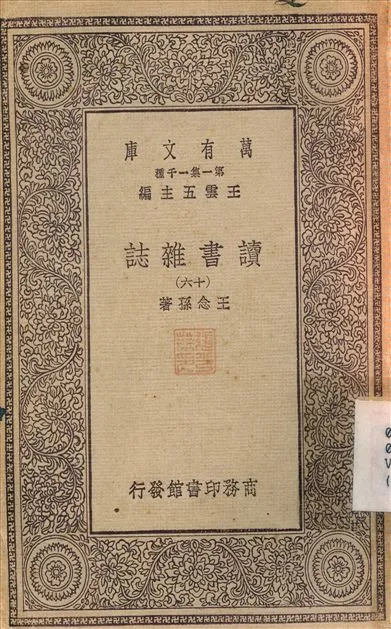 萬有文庫
第一集一千種
王雲五主編
讀書雜誌
(十六)
王念孫著
商務印書館發行